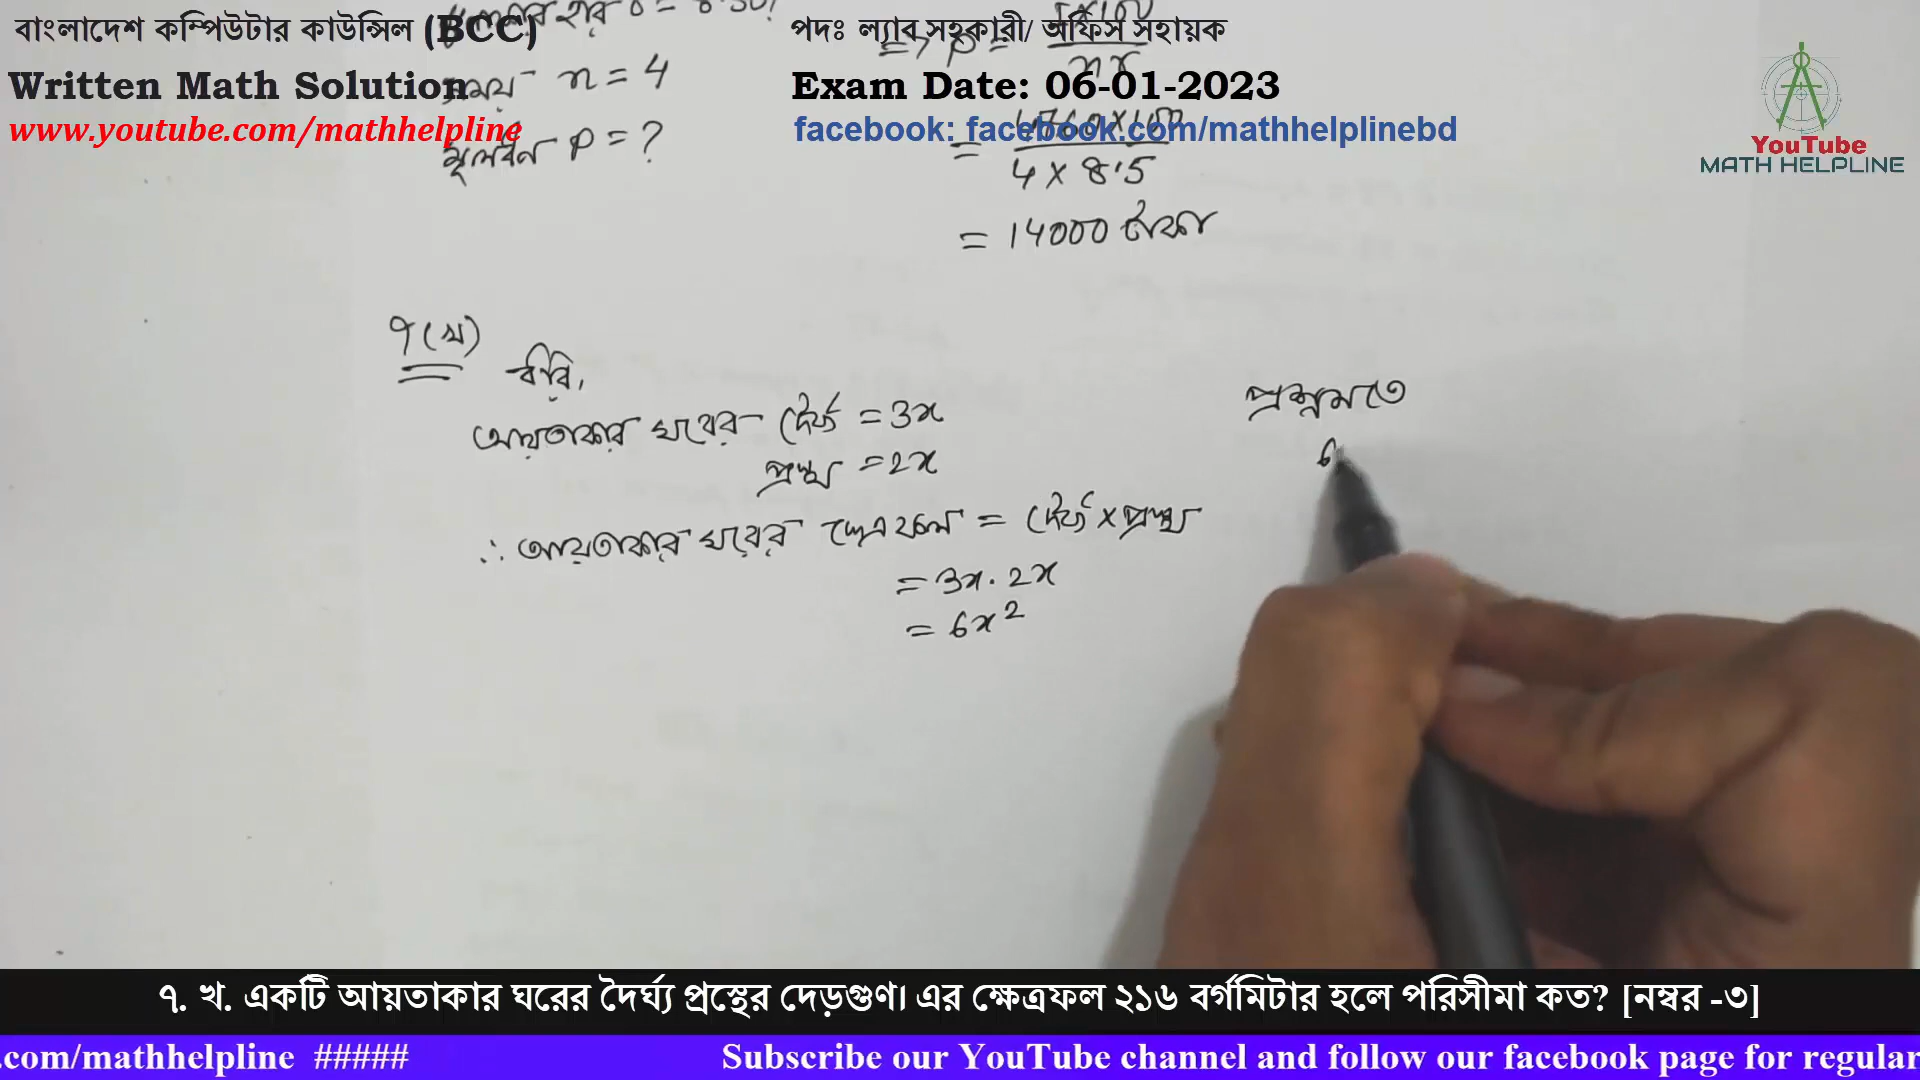 বাংলাদেশ কম্পিউটার কাউন্সিল (BCC)
পদঃ ল্যাব সহকারী/ অফিস সহায়ক
Written Math Solution
Exam Date: 06-01-2023
www.youtube.com/mathhelpline
facebook: facebook.com/mathhelplinebd
YouTube
MATH HELPLINE
সময় n = 4
মূলধন P = ?
=> P =
nr
=
4 × 8.5
= 14000 টাকা
৭(খ)
ধরি,
আয়তাকার ঘরের দৈর্ঘ্য = 3x
প্রস্থ = 2x
∴ আয়তাকার ঘরের ক্ষেত্রফল = দৈর্ঘ্য × প্রস্থ
= 3x . 2x
= 6x²
প্রশ্নমতে
6
৭. খ. একটি আয়তাকার ঘরের দৈর্ঘ্য প্রস্থের দেড়গুণ। এর ক্ষেত্রফল ২১৬ বর্গমিটার হলে পরিসীমা কত? [নম্বর -৩]
.com/mathhelpline #####
Subscribe our YouTube channel and follow our facebook page for regular